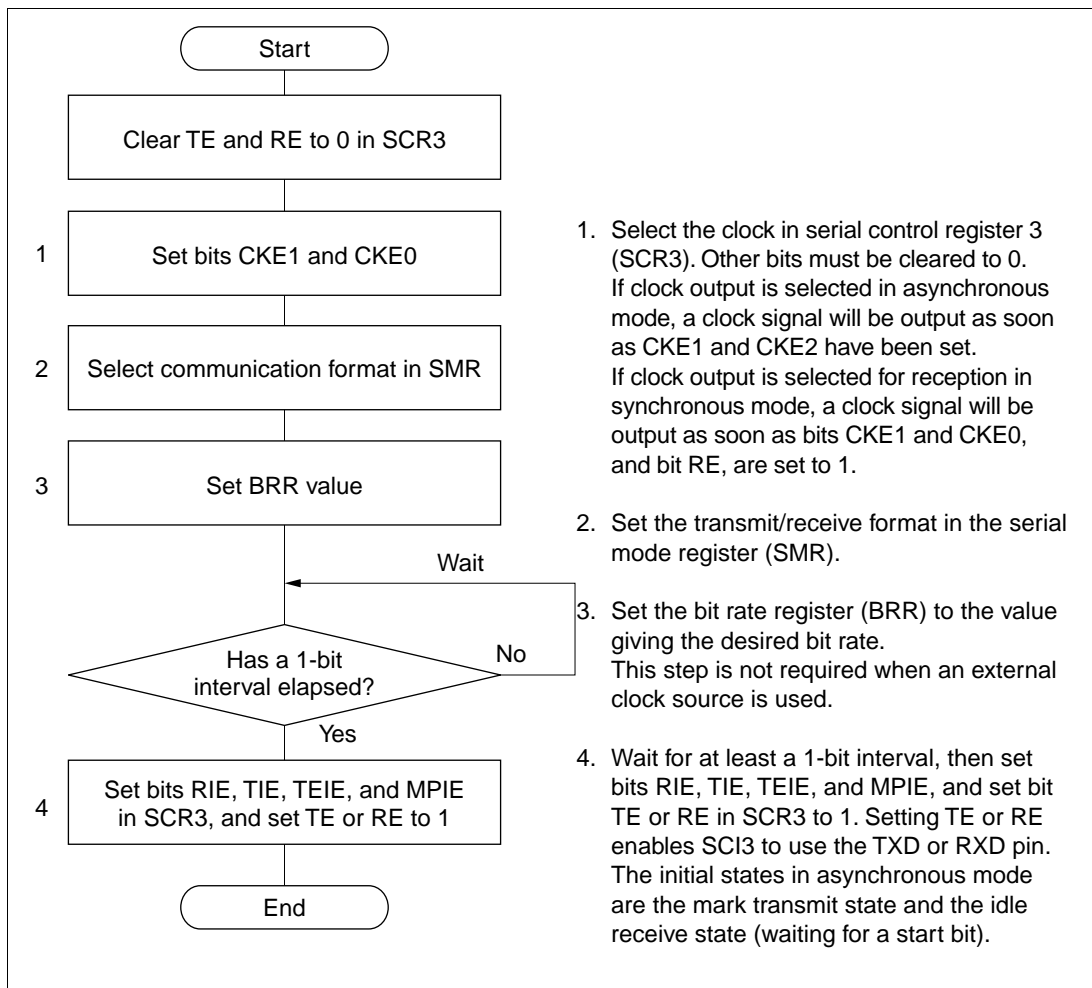 Start
Clear TE and RE to 0 in SCR3
1
Set bits CKE1 and CKE0
2
Select communication format in SMR
3
Set BRR value
Wait
Has a 1-bit
interval elapsed?
No
Yes
4
Set bits RIE, TIE, TEIE, and MPIE
in SCR3, and set TE or RE to 1
End
1. Select the clock in serial control register 3
(SCR3). Other bits must be cleared to 0.
If clock output is selected in asynchronous
mode, a clock signal will be output as soon
as CKE1 and CKE2 have been set.
If clock output is selected for reception in
synchronous mode, a clock signal will be
output as soon as bits CKE1 and CKE0,
and bit RE, are set to 1.
2. Set the transmit/receive format in the serial
mode register (SMR).
3. Set the bit rate register (BRR) to the value
giving the desired bit rate.
This step is not required when an external
clock source is used.
4. Wait for at least a 1-bit interval, then set
bits RIE, TIE, TEIE, and MPIE, and set bit
TE or RE in SCR3 to 1. Setting TE or RE
enables SCI3 to use the TXD or RXD pin.
The initial states in asynchronous mode
are the mark transmit state and the idle
receive state (waiting for a start bit).